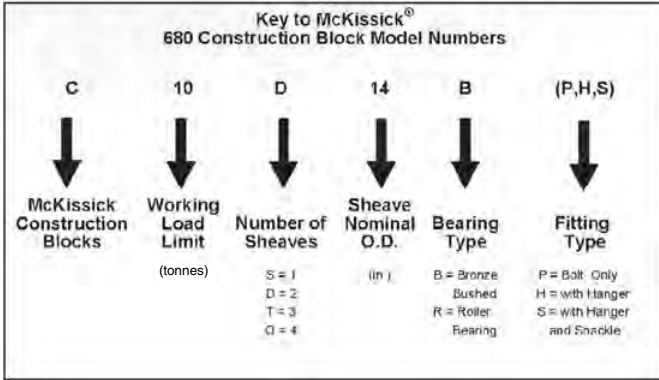 Key to McKissick®
680 Construction Block Model Numbers
C 10 D 14 B (P,H,S)
McKissick
Construction
Blocks
Working
Load
Limit
(tonnes)
Number of
Sheaves
S = 1
D = 2
T = 3
Q = 4
Sheave
Nominal
O.D.
(in)
Bearing
Type
B = Bronze
Bushed
R = Roller
Bearing
Fitting
Type
P = Bolt Only
H = with Hanger
S = with Hanger
and Shackle